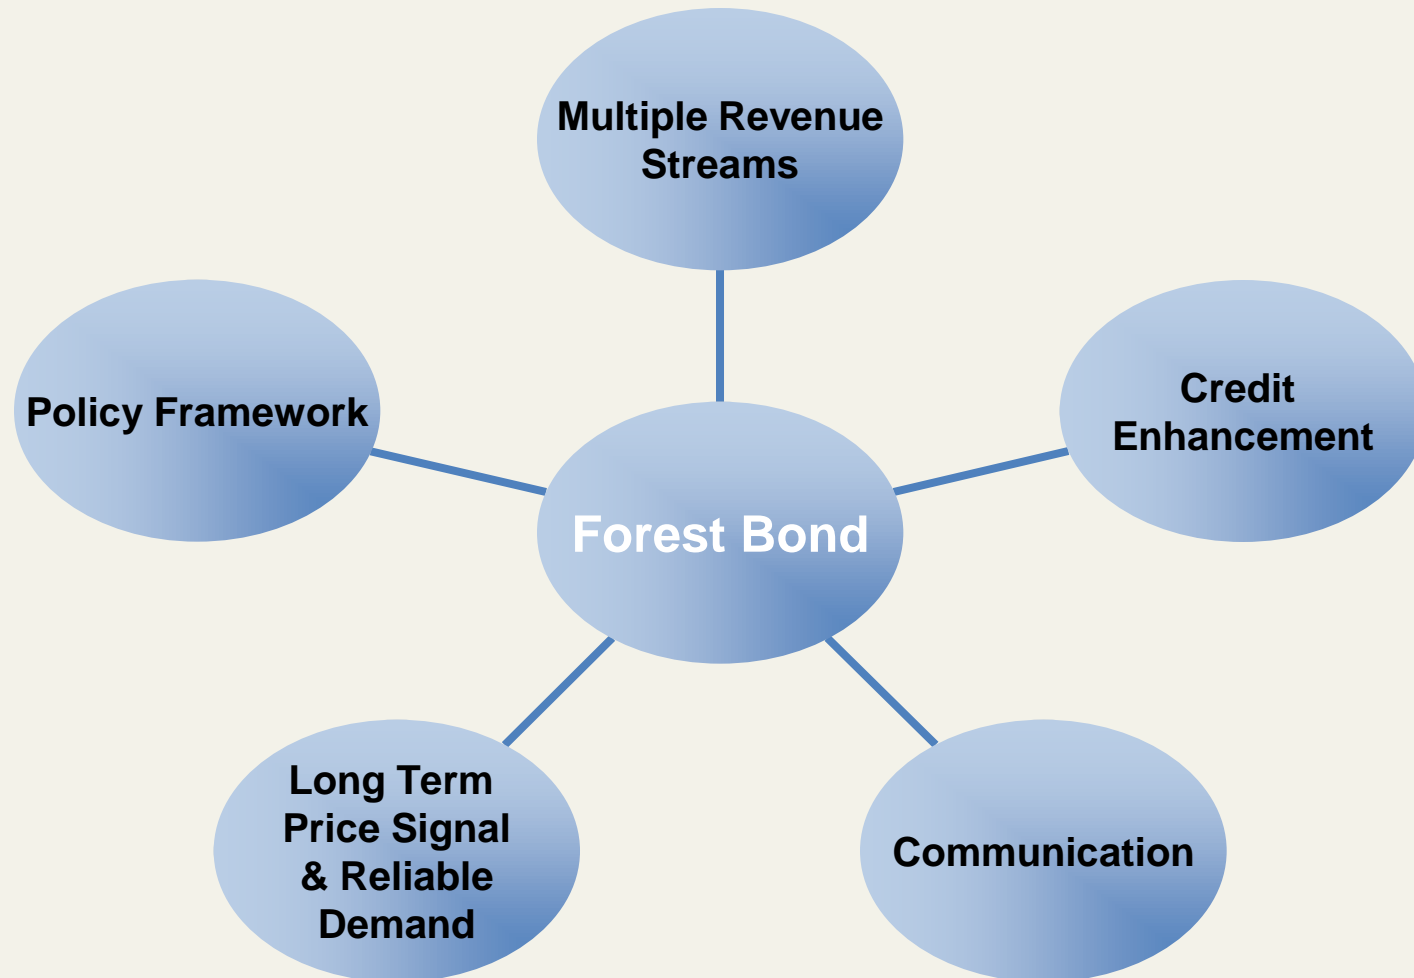 Multiple Revenue
Streams
Policy Framework
Credit
Enhancement
Forest Bond
Long Term
Price Signal
& Reliable
Demand
Communication